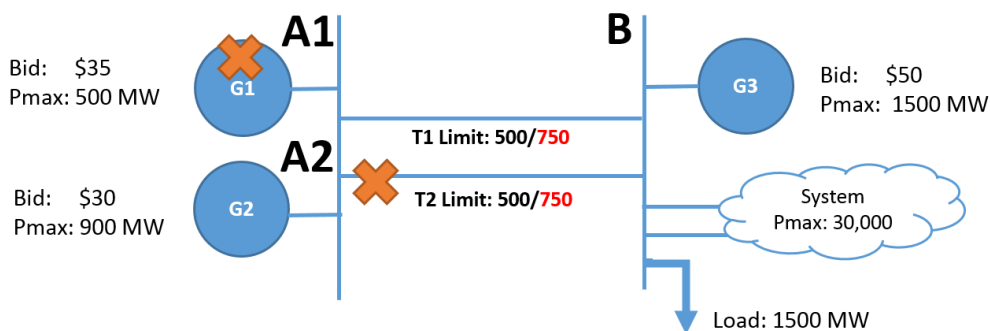 A1
B
Bid: $35
Pmax: 500 MW
G1
G3
Bid: $50
Pmax: 1500 MW
T1 Limit: 500/750
A2
T2 Limit: 500/750
Bid: $30
Pmax: 900 MW
G2
System
Pmax: 30,000
Load: 1500 MW